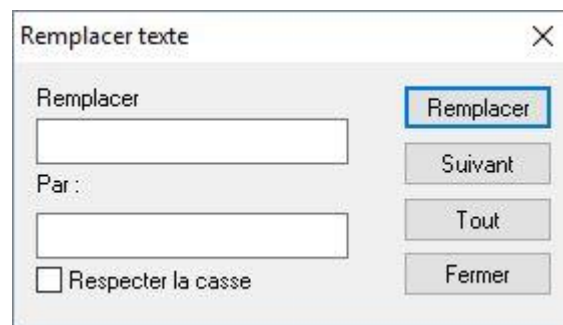 Remplacer texte
Remplacer
Remplacer
Suivant
Par :
Tout
Respecter la casse
Fermer